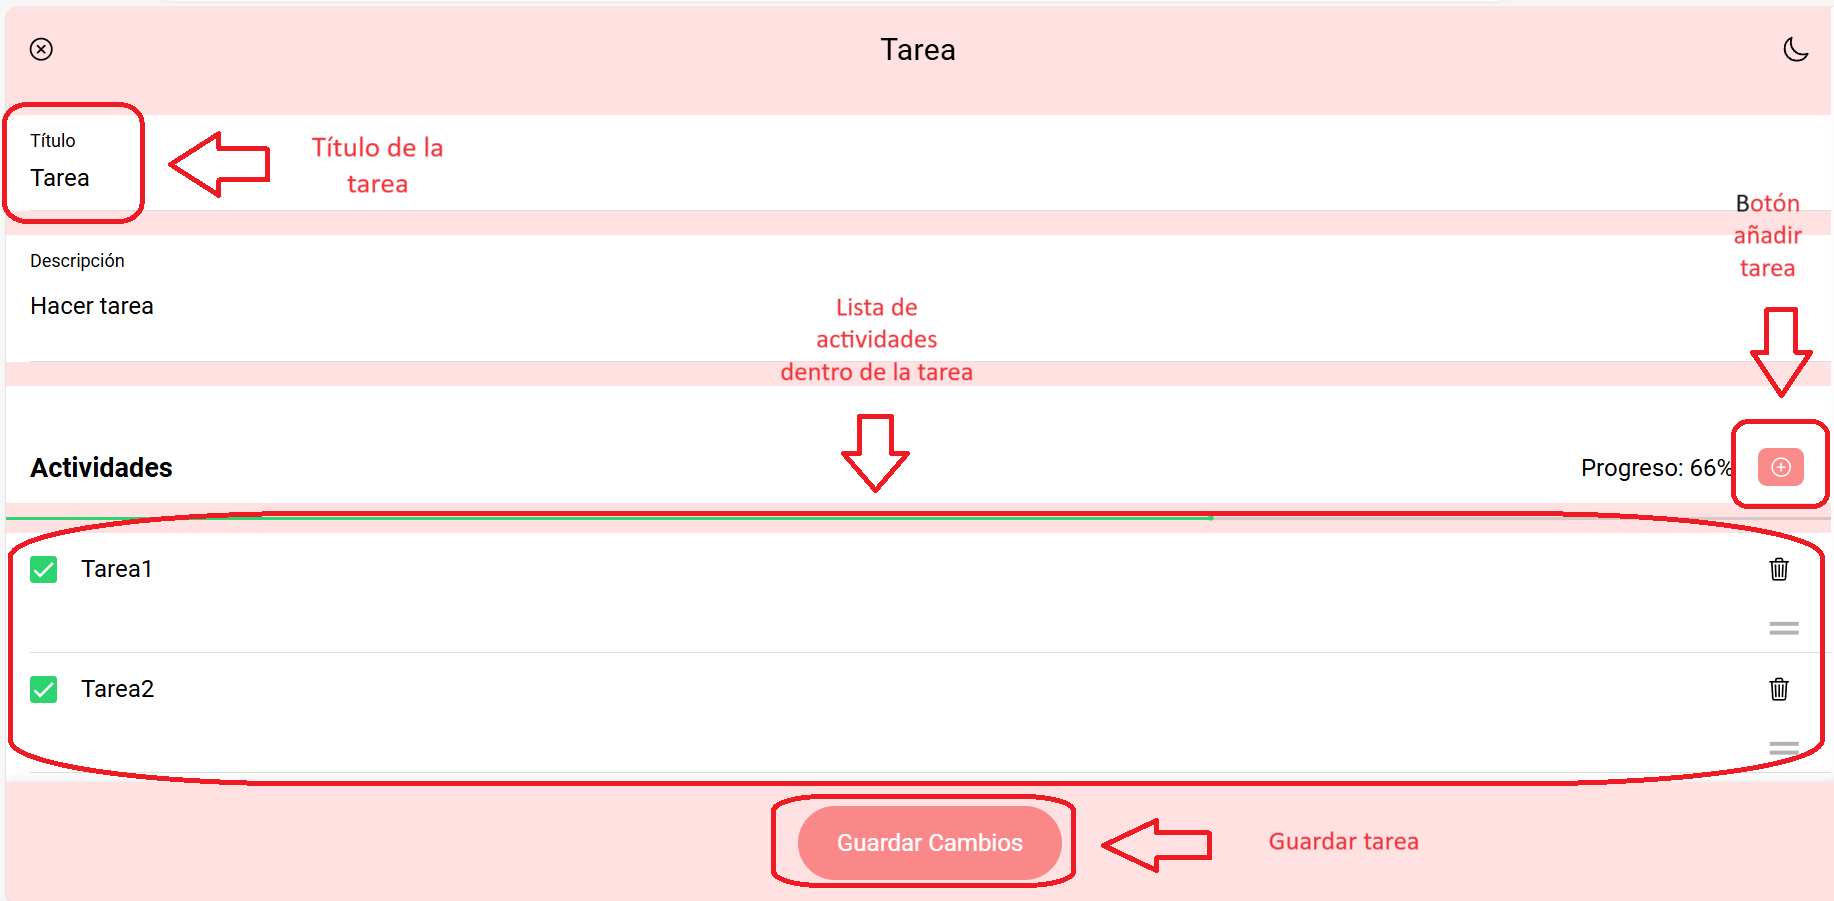 Tarea
Título
Tarea
Título de la
tarea
Botón
añadir
tarea
Descripción
Hacer tarea
Lista de
actividades
dentro de la tarea
Actividades
Progreso: 66%
Tarea1
Tarea2
Guardar Cambios
Guardar tarea